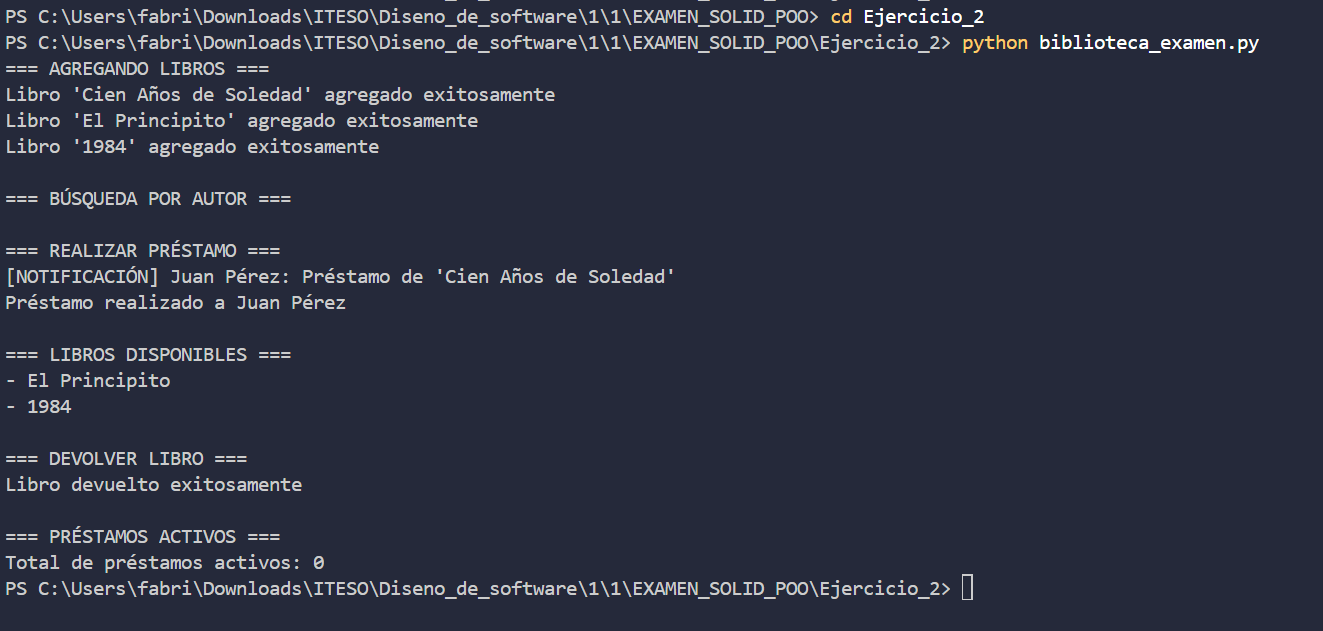 PS C:\Users\fabri\Downloads\ITESO\Diseno_de_software\1\1\EXAMEN_SOLID_POO> cd Ejercicio_2
PS C:\Users\fabri\Downloads\ITESO\Diseno_de_software\1\1\EXAMEN_SOLID_POO\Ejercicio_2> python biblioteca_examen.py
=== AGREGANDO LIBROS ===
Libro 'Cien Años de Soledad' agregado exitosamente
Libro 'El Principito' agregado exitosamente
Libro '1984' agregado exitosamente

=== BÚSQUEDA POR AUTOR ===

=== REALIZAR PRÉSTAMO ===
[NOTIFICACIÓN] Juan Pérez: Préstamo de 'Cien Años de Soledad'
Préstamo realizado a Juan Pérez

=== LIBROS DISPONIBLES ===
- El Principito
- 1984

=== DEVOLVER LIBRO ===
Libro devuelto exitosamente

=== PRÉSTAMOS ACTIVOS ===
Total de préstamos activos: 0
PS C:\Users\fabri\Downloads\ITESO\Diseno_de_software\1\1\EXAMEN_SOLID_POO\Ejercicio_2>